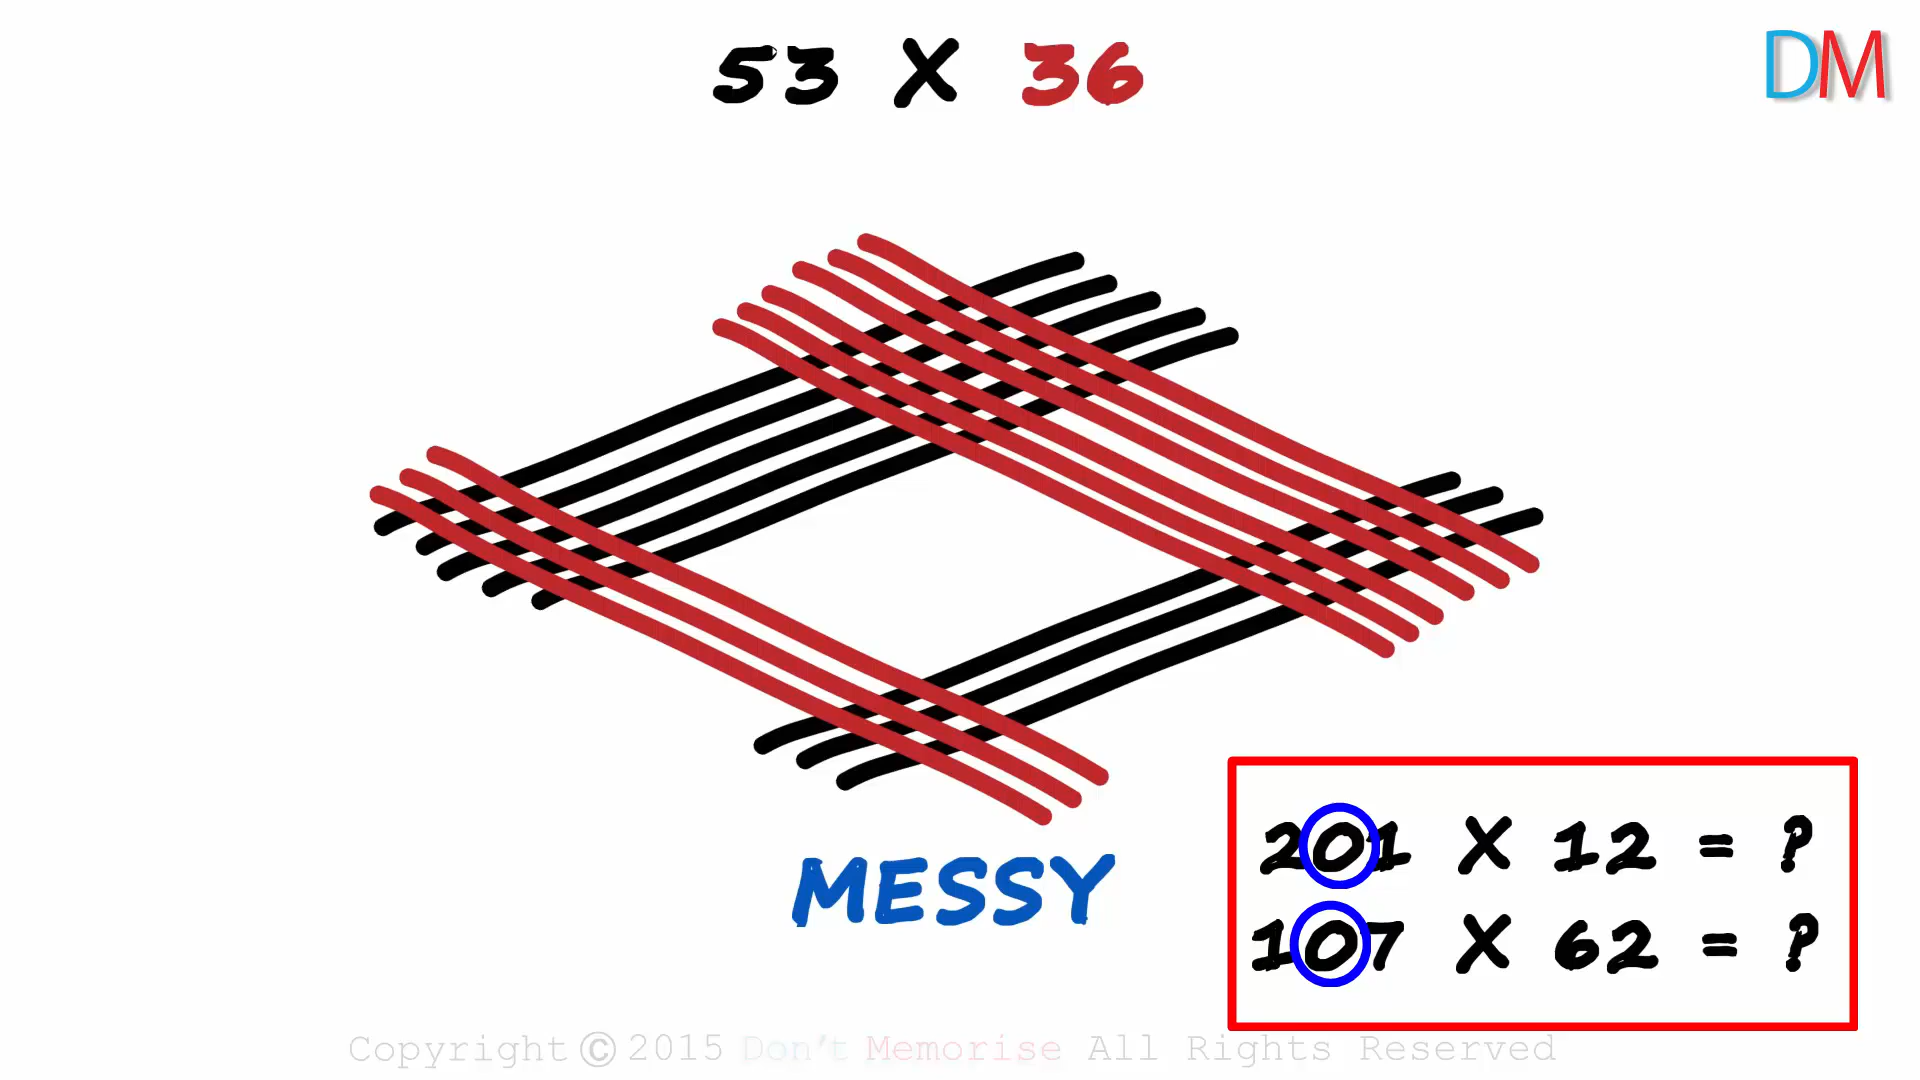 53 X 36
DM
MESSY
201 X 12 = ?
107 X 62 = ?
Copyright © 2015 Don't Memorise All Rights Reserved